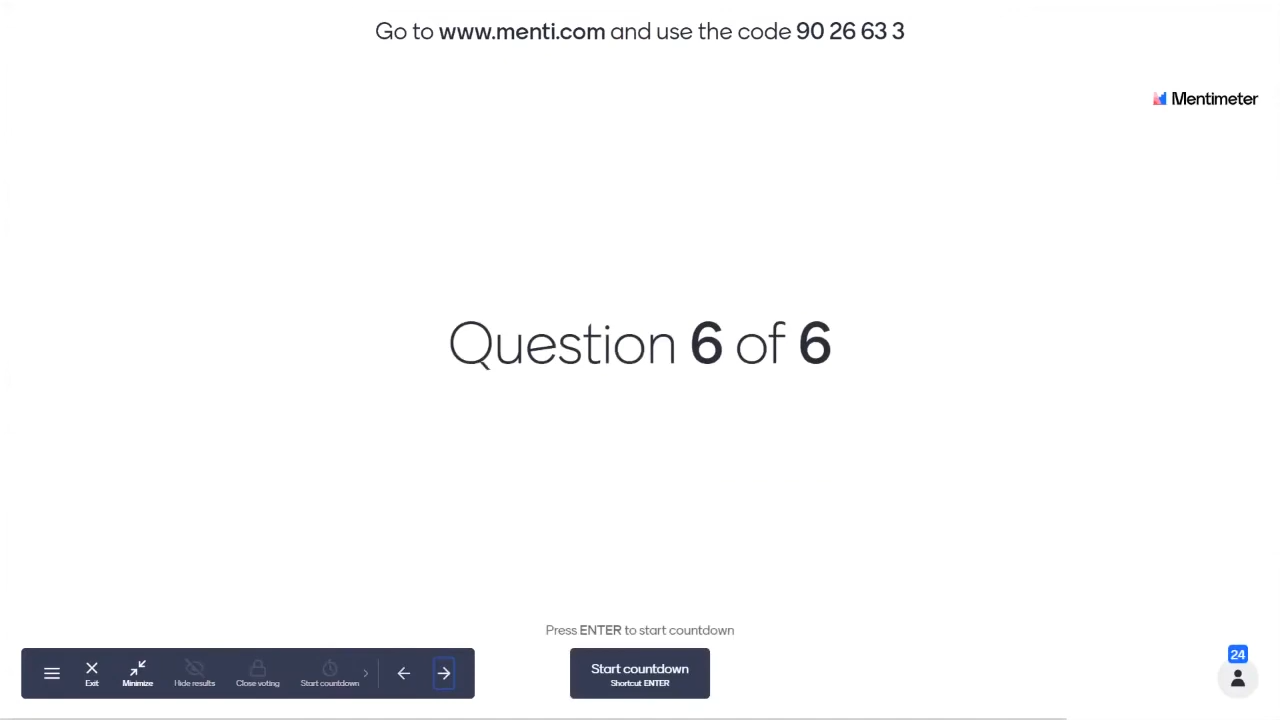 Go to www.menti.com and use the code 90 26 63 3
Mentimeter
Question 6 of 6
Press ENTER to start countdown
Exit
Minimize
Hide results
Close voting
Start countdown
Start countdown
Shortcut ENTER
24